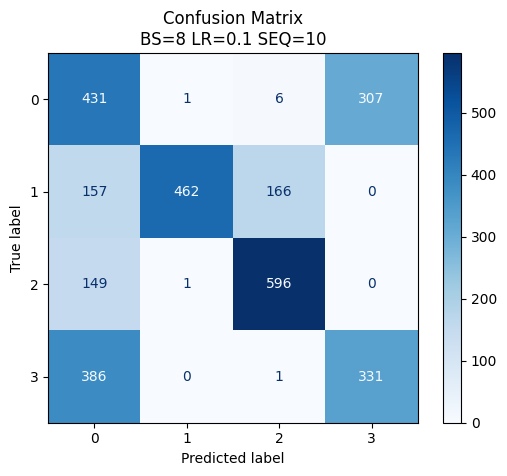 Confusion Matrix
BS=8 LR=0.1 SEQ=10
0 431 1 6 307
1 157 462 166 0
2 149 1 596 0
3 386 0 1 331
0 1 2 3
Predicted label
True label
500
400
300
200
100
0